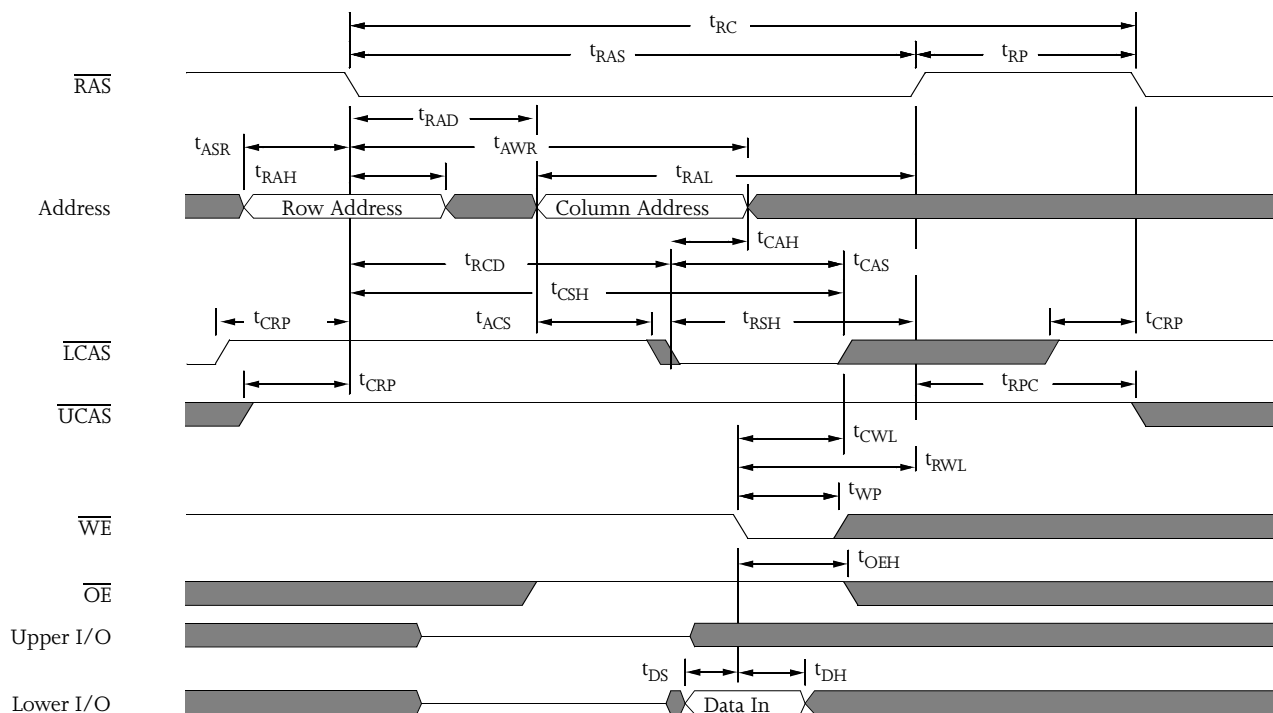 tRC
tRAS
tRP
RAS
tRAD
tASR
tAWR
tRAH
tRAL
Address
Row Address
Column Address
tCAH
tRCD
tCAS
tCSH
tCRP
tACS
tRSH
tCRP
LCAS
tCRP
tRPC
UCAS
tCWL
tRWL
tWP
WE
tOEH
OE
Upper I/O
tDS
tDH
Lower I/O
Data In